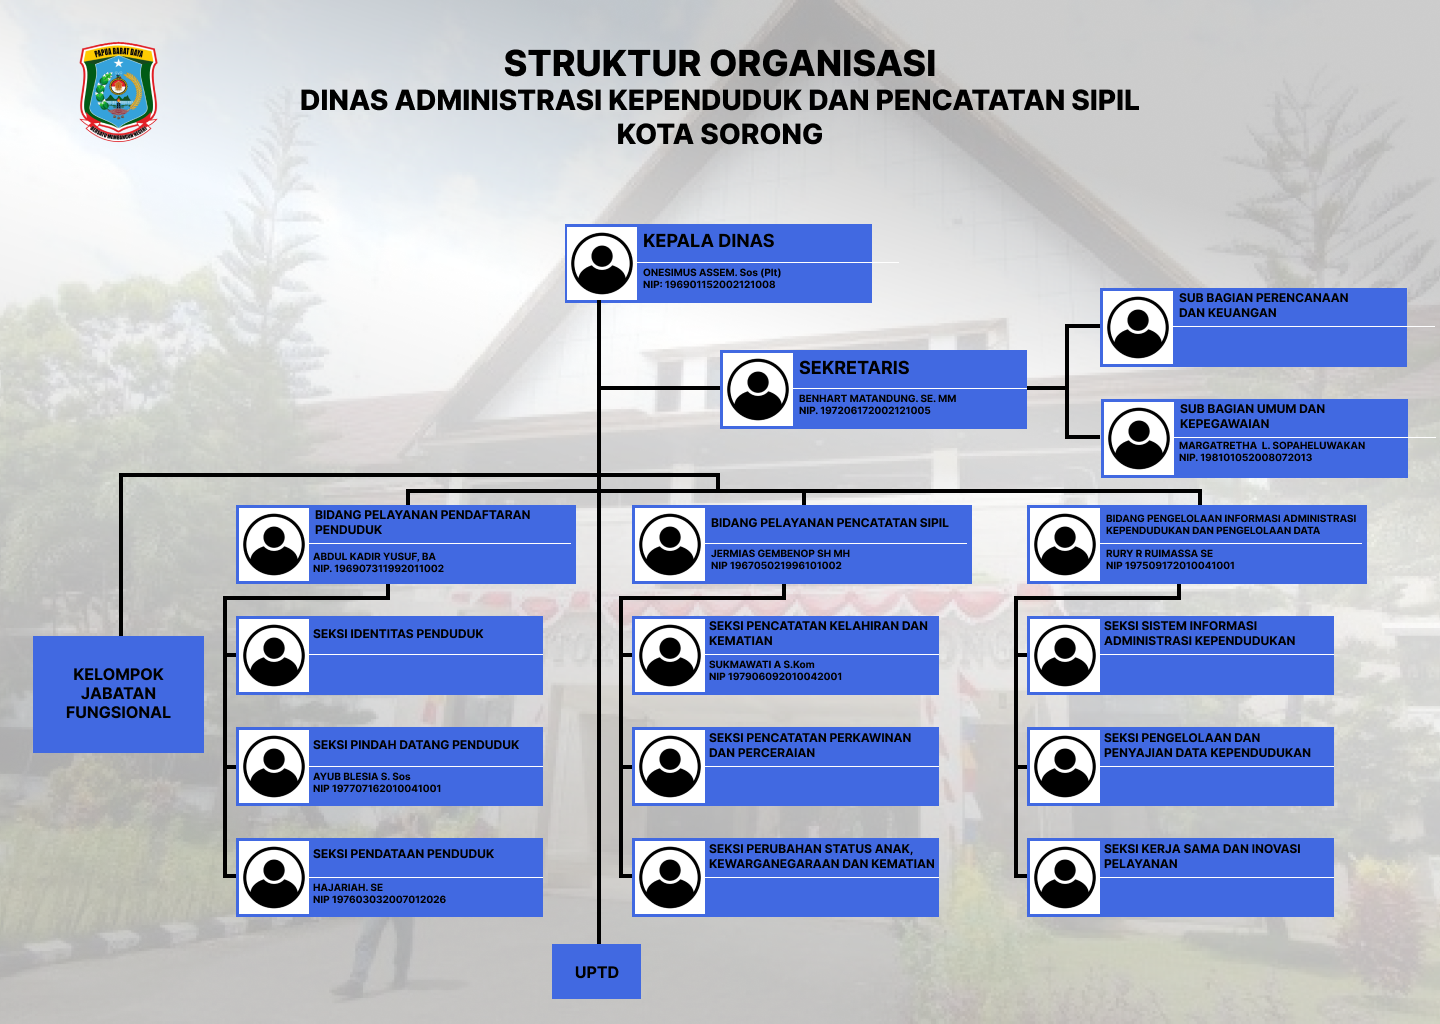 PAPUA BARAT DAYA
STRUKTUR ORGANISASI
DINAS ADMINISTRASI KEPENDUDUK DAN PENCATATAN SIPIL
KOTA SORONG
KEPALA DINAS
ONESIMUS ASSEM. Sos (Plt)
NIP: 196901152002121008
SEKRETARIS
BENHART MATANDUNG. SE. MM
NIP. 197206172002121005
SUB BAGIAN PERENCANAAN
DAN KEUANGAN
SUB BAGIAN UMUM DAN
KEPEGAWAIAN
MARGATRETHA L. SOPAHELUWAKAN
NIP. 198101052008072013
KELOMPOK
JABATAN
FUNGSIONAL
BIDANG PELAYANAN PENDAFTARAN
PENDUDUK
ABDUL KADIR YUSUF, BA
NIP. 196907311992011002
SEKSI IDENTITAS PENDUDUK
SEKSI PINDAH DATANG PENDUDUK
AYUB BLESIA S. Sos
NIP 197707162010041001
SEKSI PENDATAAN PENDUDUK
HAJARIAH. SE
NIP 197603032007012026
BIDANG PELAYANAN PENCATATAN SIPIL
JERMIAS GEMBENOP SH MH
NIP 196705021996101002
SEKSI PENCATATAN KELAHIRAN DAN
KEMATIAN
SUKMAWATI A S.Kom
NIP 197906092010042001
SEKSI PENCATATAN PERKAWINAN
DAN PERCERAIAN
SEKSI PERUBAHAN STATUS ANAK,
KEWARGANEGARAAN DAN KEMATIAN
BIDANG PENGELOLAAN INFORMASI ADMINISTRASI
KEPENDUDUKAN DAN PENGELOLAAN DATA
RURY R RUIMASSA SE
NIP 197509172010041001
SEKSI SISTEM INFORMASI
ADMINISTRASI KEPENDUDUKAN
SEKSI PENGELOLAAN DAN
PENYAJIAN DATA KEPENDUDUKAN
SEKSI KERJA SAMA DAN INOVASI
PELAYANAN
UPTD